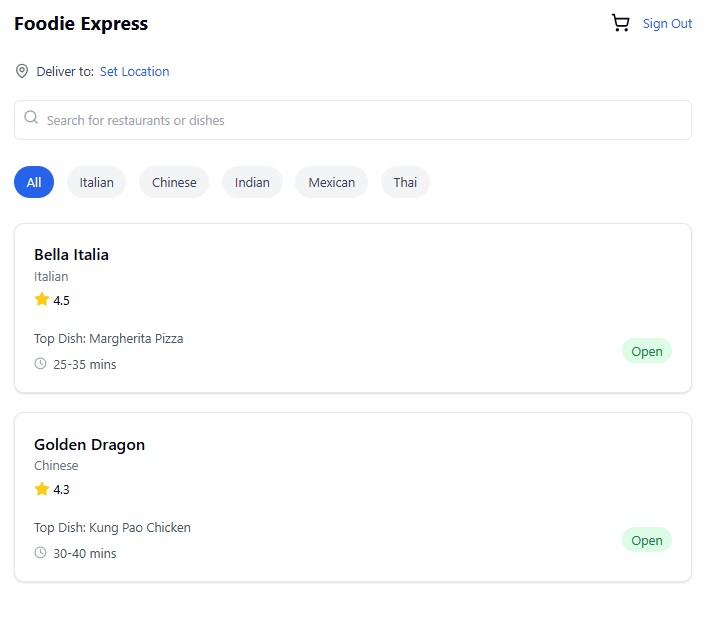 Foodie Express
Sign Out
Deliver to: Set Location
Search for restaurants or dishes
All Italian Chinese Indian Mexican Thai
Bella Italia
Italian
4.5
Top Dish: Margherita Pizza
25-35 mins
Open
Golden Dragon
Chinese
4.3
Top Dish: Kung Pao Chicken
30-40 mins
Open